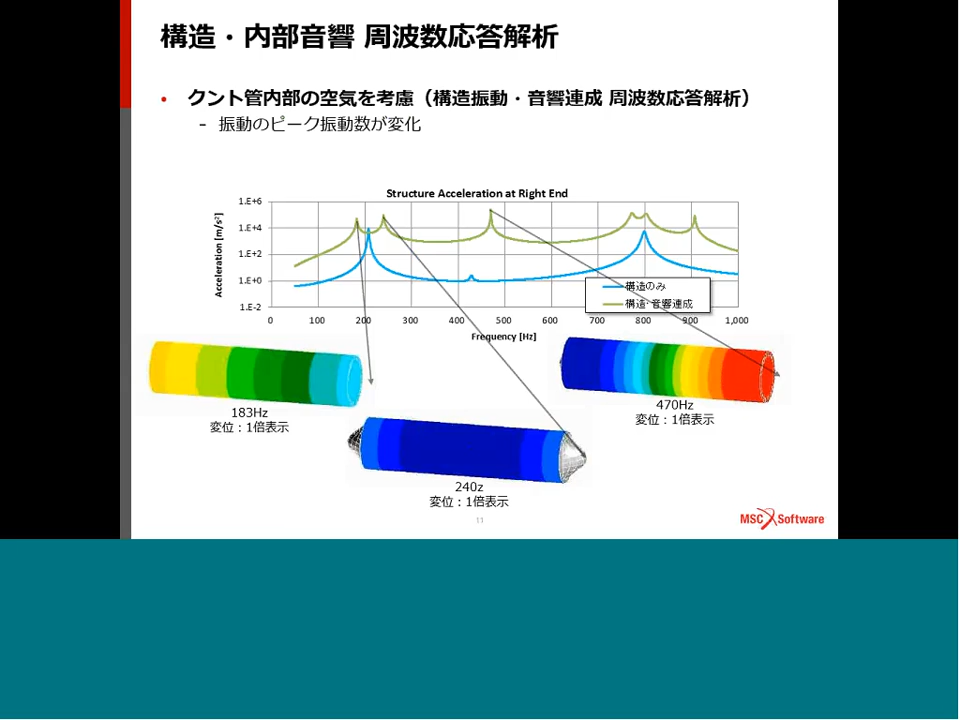 構造・内部音響 周波数応答解析
• クント管内部の空気を考慮（構造振動・音響連成 周波数応答解析）
- 振動のピーク振動数が変化
Structure Acceleration at Right End
Acceleration [m/s²]
1.E+6
1.E+4
1.E+2
1.E+0
1.E-2
構造のみ
構造・音響連成
0 100 200 300 400 500 600 700 800 900 1,000
Frequency [Hz]
183Hz
変位：1倍表示
470Hz
変位：1倍表示
240z
変位：1倍表示
11
MSC Software